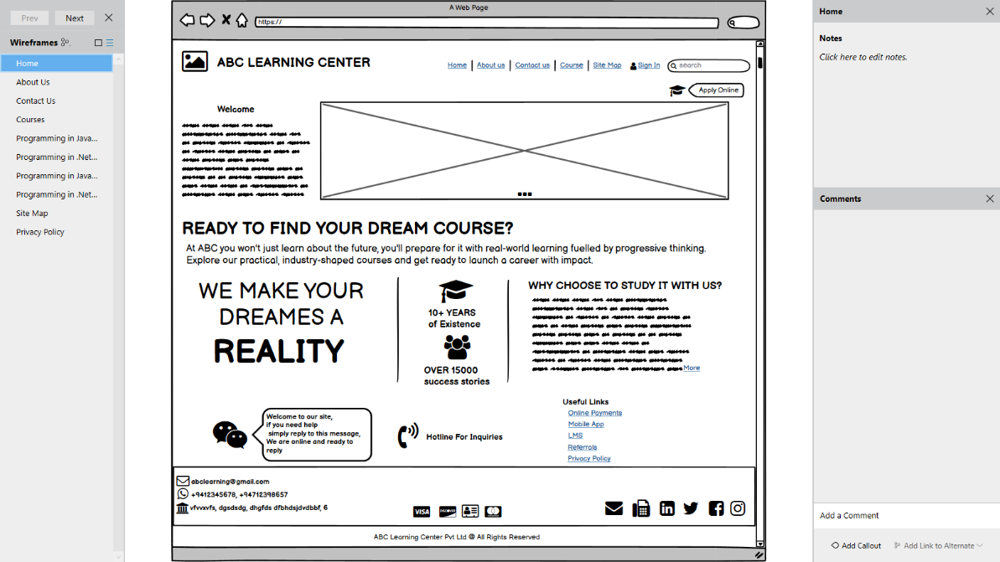 Prev
Next
Wireframes
Home
About Us
Contact Us
Courses
Programming in Java...
Programming in .Net...
Programming in Java...
Programming in .Net...
Site Map
Privacy Policy
A Web Page
https://
ABC LEARNING CENTER
Home
About us
Contact us
Course
Site Map
Sign In
search
Apply Online
Welcome
READY TO FIND YOUR DREAM COURSE?
At ABC you won't just learn about the future, you'll prepare for it with real-world learning fuelled by progressive thinking.
Explore our practical, industry-shaped courses and get ready to launch a career with impact.
WE MAKE YOUR
DREAMES A
REALITY
10+ YEARS
of Existence
OVER 15000
success stories
WHY CHOOSE TO STUDY IT WITH US?
More
Welcome to our site,
if you need help
simply reply to this message,
We are online and ready to
reply
Hotline For Inquiries
Useful Links
Online Payments
Mobile App
LMS
Referrals
Privacy Policy
abclearning@gmail.com
+9412345678, +94712398657
vfvvxvfs, dgsdsdg, dhgfds dfbhdsjdvdbbf, 6
VISA
DISCOVER
ABC Learning Center Pvt Ltd @ All Rights Reserved
Home
Notes
Click here to edit notes.
Comments
Add a Comment
Add Callout
Add Link to Alternate